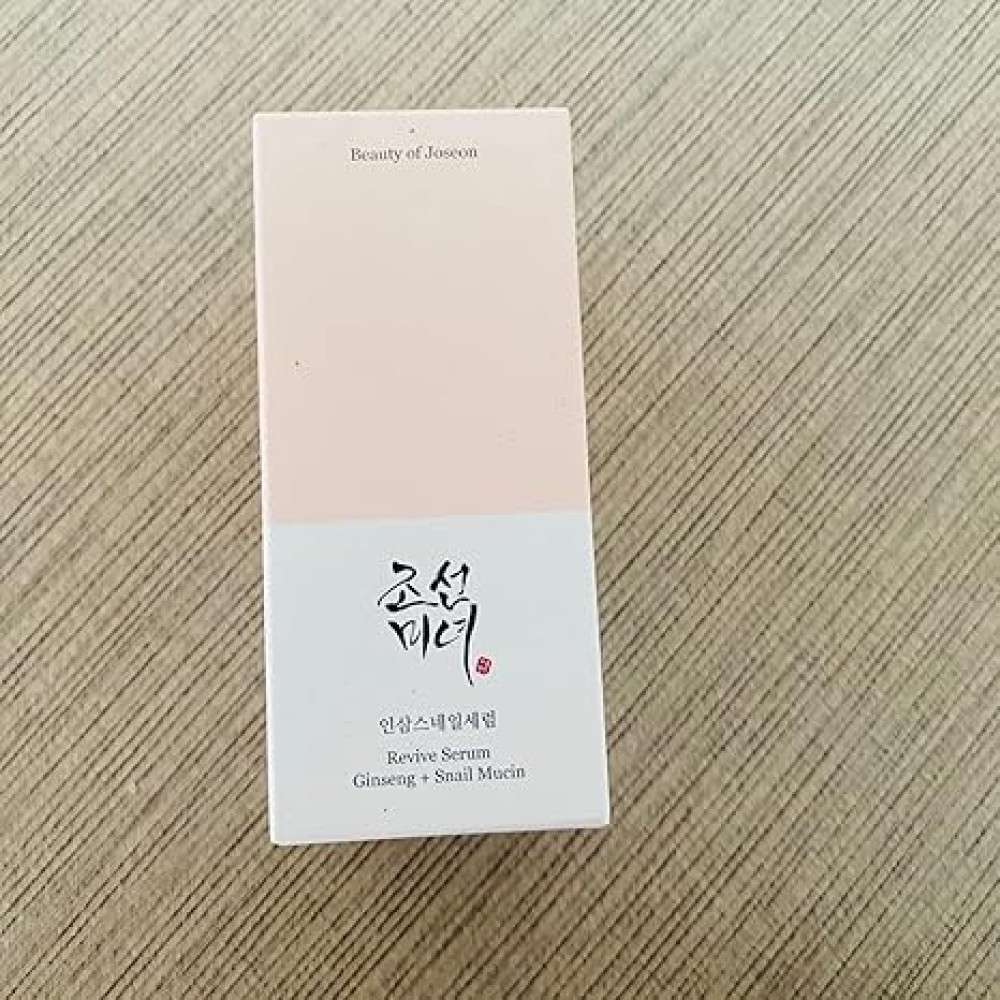 Beauty of Joseon
조선
미녀
인삼스네일세럼
Revive Serum
Ginseng + Snail Mucin